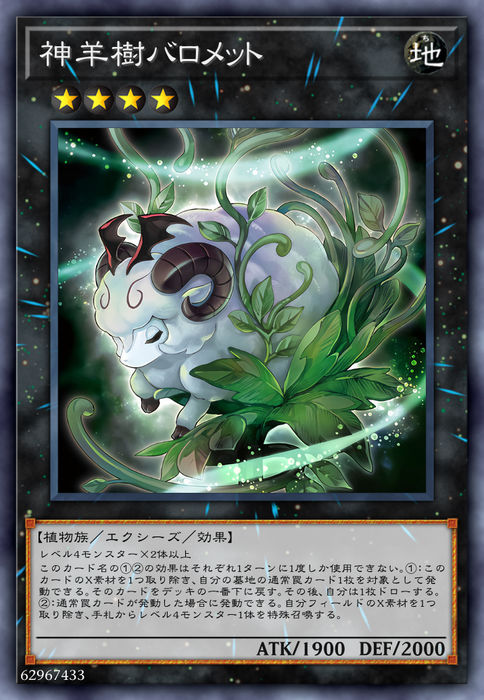 神羊樹バロメット
ち
地
【植物族／エクシーズ／効果】
レベル4モンスター×2体以上
このカード名の①②の効果はそれぞれ1ターンに1度しか使用できない。①：この
カードのX素材を1つ取り除き、自分の墓地の通常罠カード1枚を対象として発
動できる。そのカードをデッキの一番下に戻す。その後、自分は1枚ドローする。
②：通常罠カードが発動した場合に発動できる。自分フィールドのX素材を1つ
取り除き、手札からレベル4モンスター1体を特殊召喚する。
ATK/1900 DEF/2000
62967433